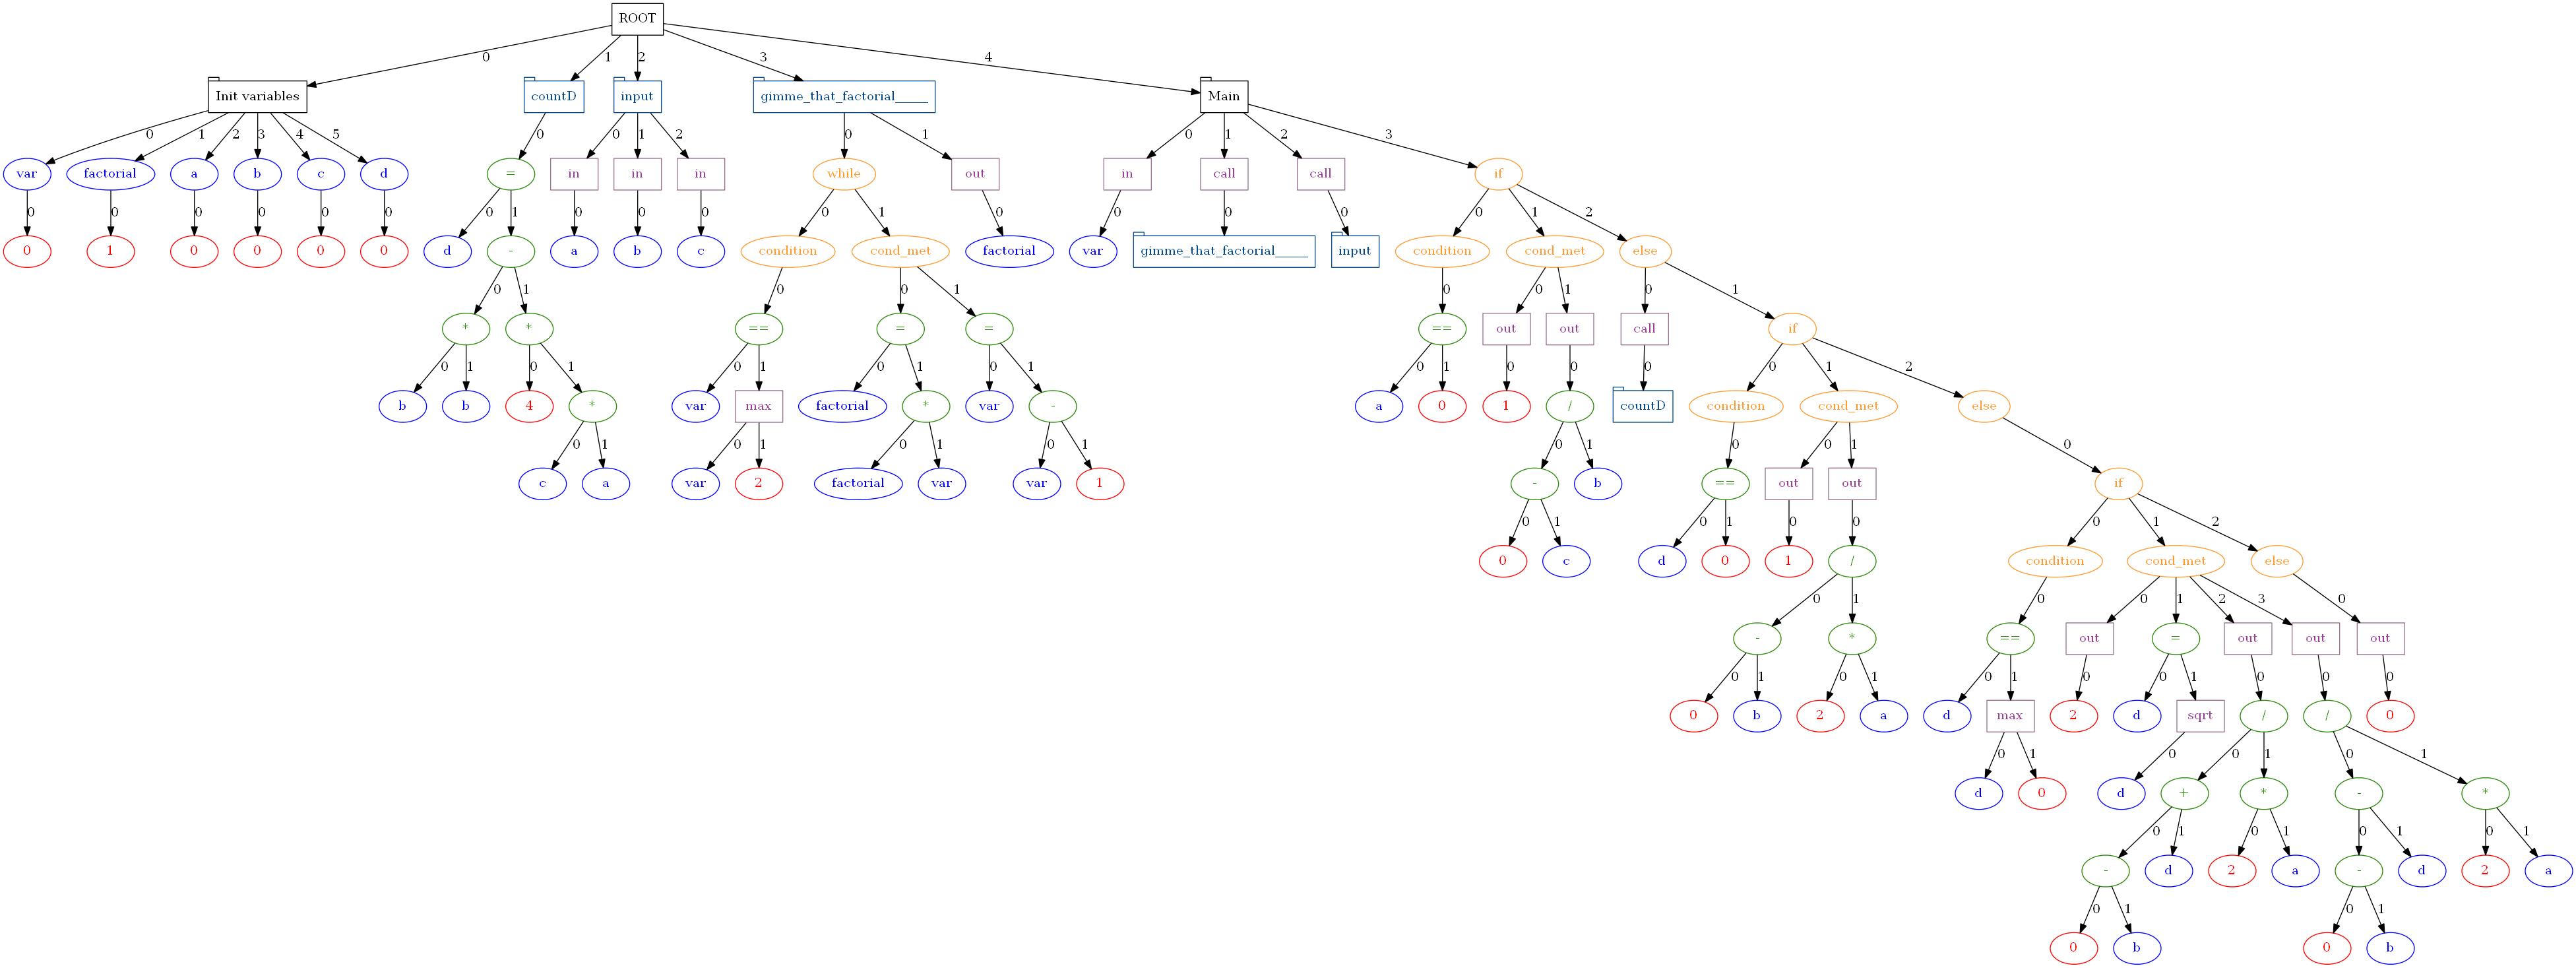 ROOT
0 1 2 3 4
Init variables countD input gimme_that_factorial_____ Main
0 1 2 3 4 5 0 0 1 2 0 1 0 1 2 3
var factorial a b c d = in in in while out in call call if
0 0 0 0 0 0 0 1 0 0 0 0 1 0 0 0 0 0 1 2
0 1 0 0 0 0 d - a b c condition cond_met factorial var gimme_that_factorial_____ input condition cond_met else
0 1 0 0 1 0 0 1 0 1
* * == = = == out out call if
0 1 0 1 0 1 0 1 0 1 0 1 0 0 0 0 1 2
b b 4 * var max factorial * var - a 0 1 / countD condition cond_met else
0 1 0 1 0 1 0 1 0 1 0 0 1 0
c a var 2 factorial var var 1 - b == out out if
0 1 0 1 0 0 0 1 2
0 c d 0 1 / condition cond_met else
0 1 0 0 1 2 3 0
- * == out = out out out
0 1 0 1 0 1 0 0 1 0 0 0
0 b 2 a d max 2 d sqrt / / 0
0 1 0 0 1 0 1
d 0 d + * - *
0 1 0 1 0 1 0 1
- d 2 a - d 2 a
0 1 0 1
0 b 0 b